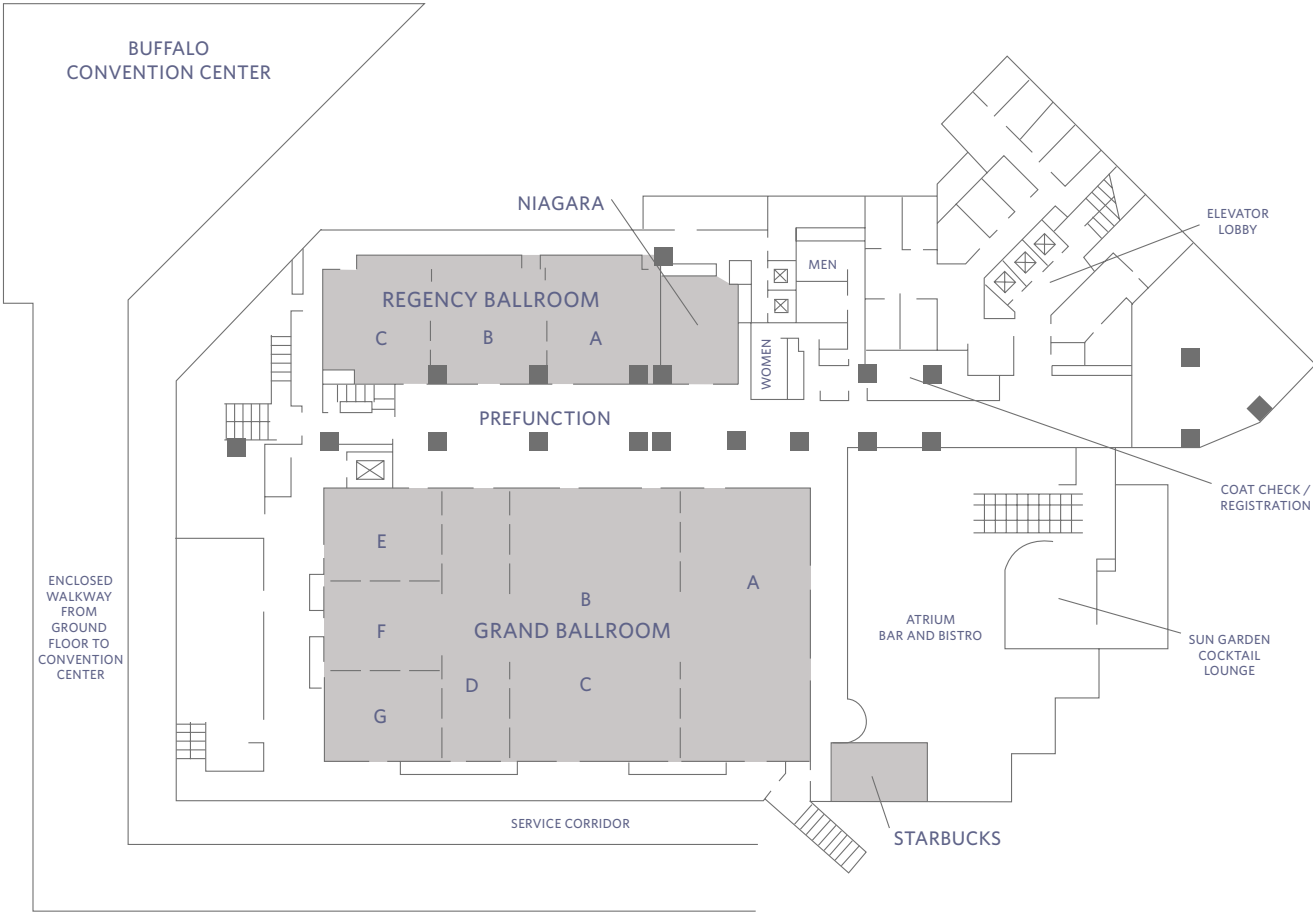 BUFFALO
CONVENTION CENTER
NIAGARA
ELEVATOR
LOBBY
MEN
REGENCY BALLROOM
C
B
A
WOMEN
PREFUNCTION
COAT CHECK /
REGISTRATION
E
A
B
F
GRAND BALLROOM
D
C
G
ENCLOSED
WALKWAY
FROM
GROUND
FLOOR TO
CONVENTION
CENTER
ATRIUM
BAR AND BISTRO
SUN GARDEN
COCKTAIL
LOUNGE
SERVICE CORRIDOR
STARBUCKS